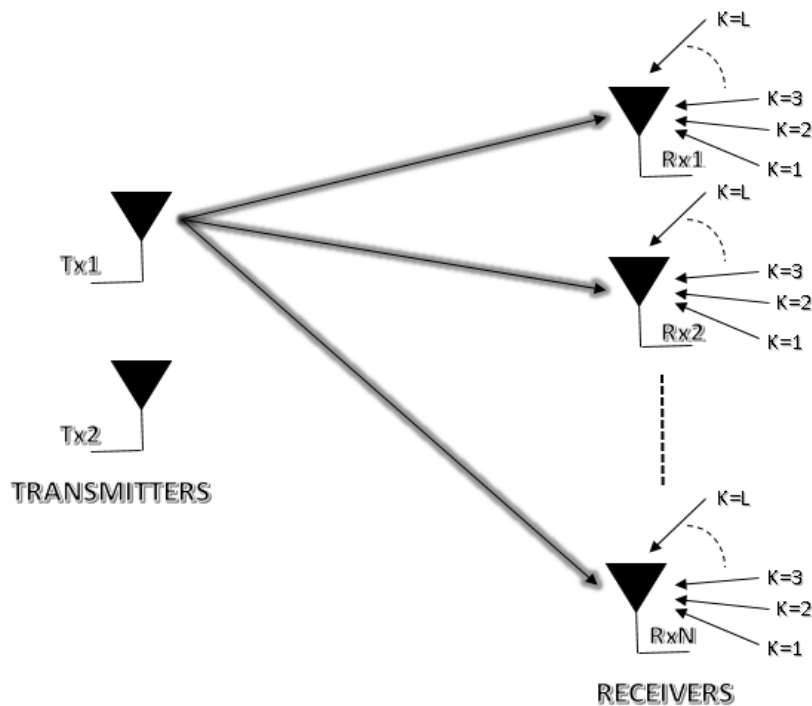 K=L
K=3
K=2
Rx1
K=1
Tx1
K=L
K=3
K=2
Rx2
K=1
Tx2
TRANSMITTERS
K=L
K=3
K=2
RxN
K=1
RECEIVERS